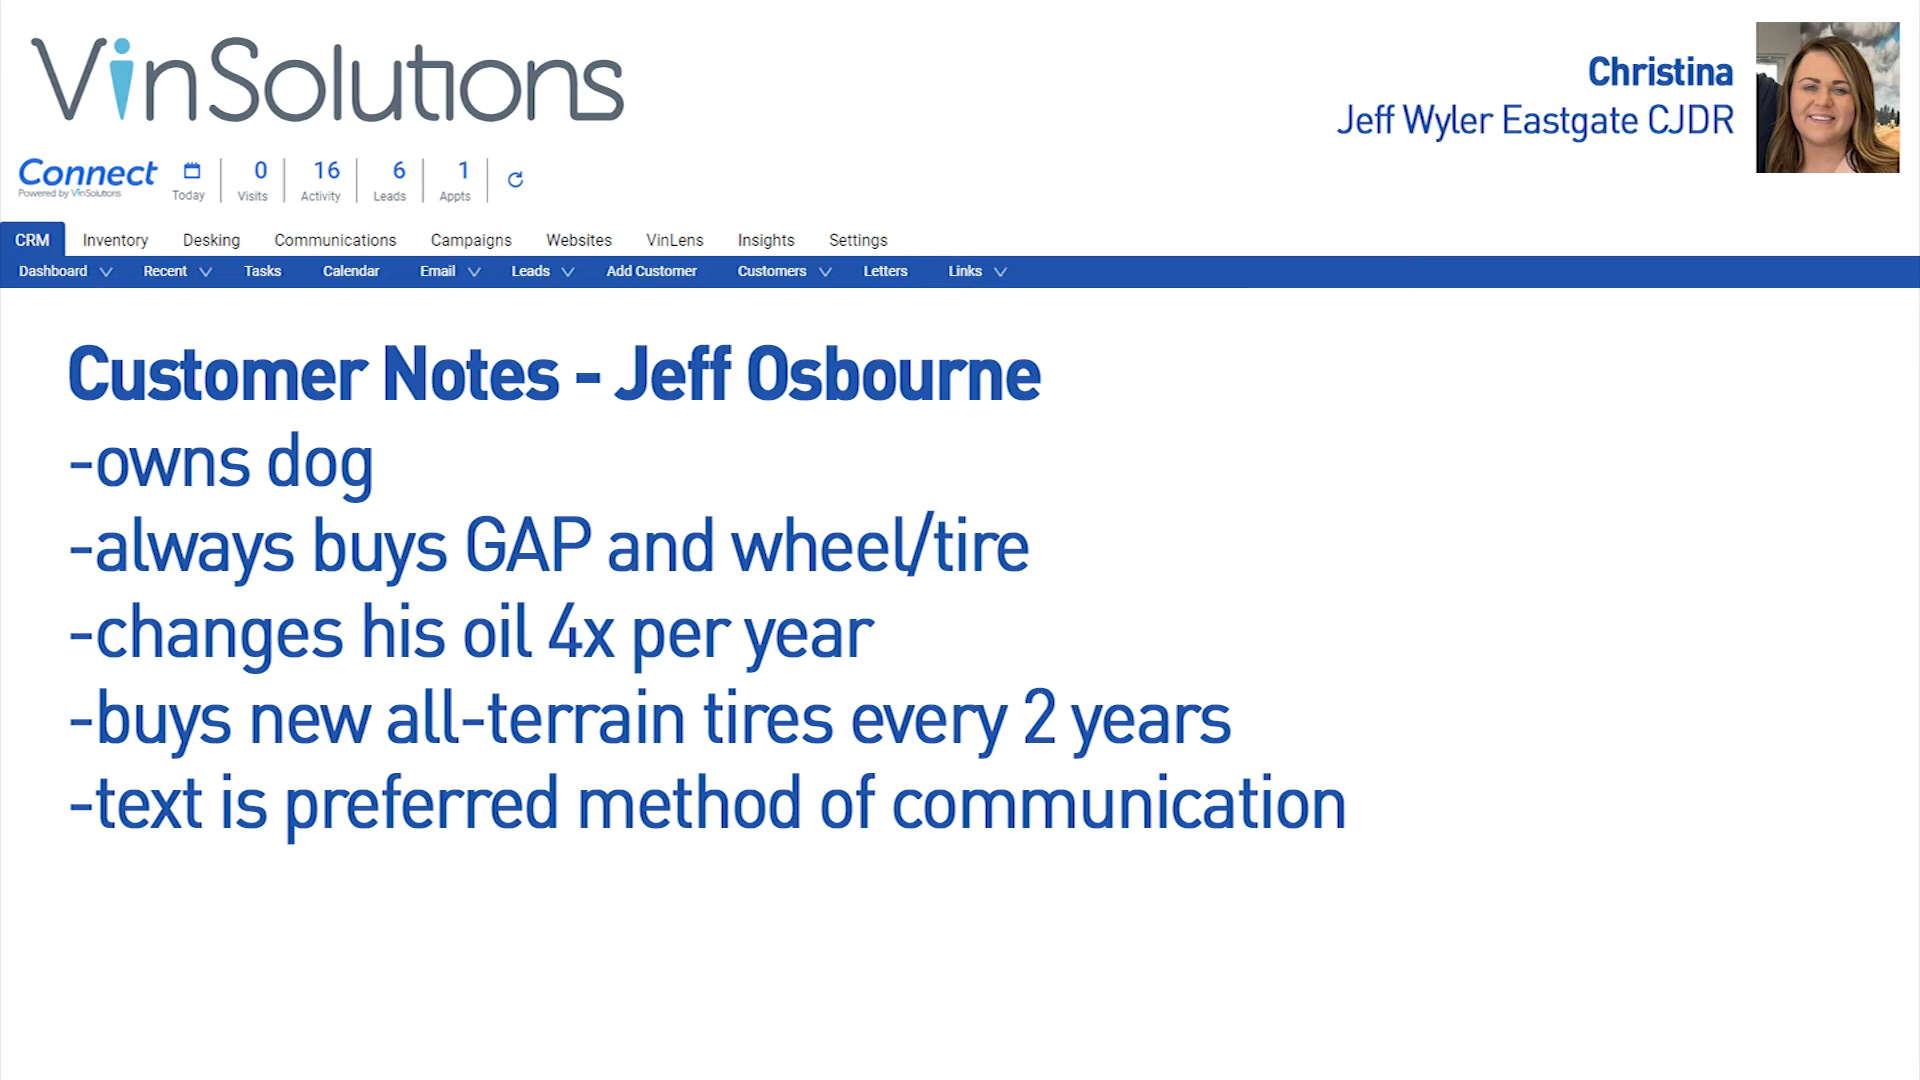 VinSolutions
Christina
Jeff Wyler Eastgate CJDR
Connect
Powered by VinSolutions
0 16 6 1
Today Visits Activity Leads Appts
CRM Inventory Desking Communications Campaigns Websites VinLens Insights Settings
Dashboard Recent Tasks Calendar Email Leads Add Customer Customers Letters Links
Customer Notes - Jeff Osbourne
-owns dog
-always buys GAP and wheel/tire
-changes his oil 4x per year
-buys new all-terrain tires every 2 years
-text is preferred method of communication